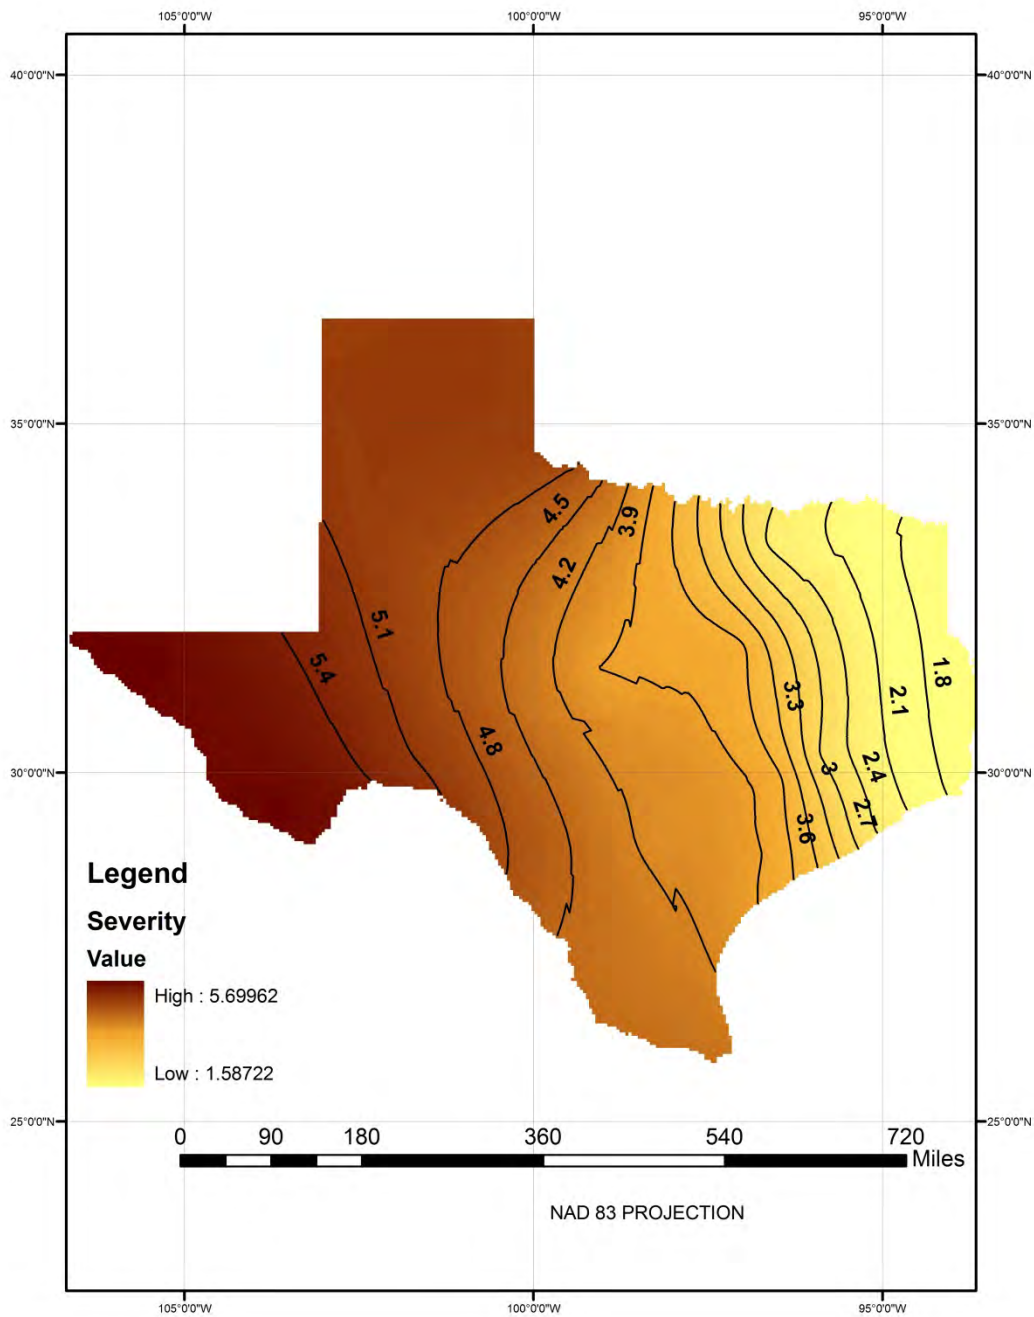 105°0'0"W 100°0'0"W 95°0'0"W
40°0'0"N 40°0'0"N
35°0'0"N 35°0'0"N
4.5
3.9
4.2
5.1
5.4
1.8
3.3
2.1
4.8
30°0'0"N 30°0'0"N
3
2.4
2.7
3.6
Legend
Severity
Value
High : 5.69962
Low : 1.58722
25°0'0"N 25°0'0"N
0 90 180 360 540 720
Miles
NAD 83 PROJECTION
105°0'0"W 100°0'0"W 95°0'0"W